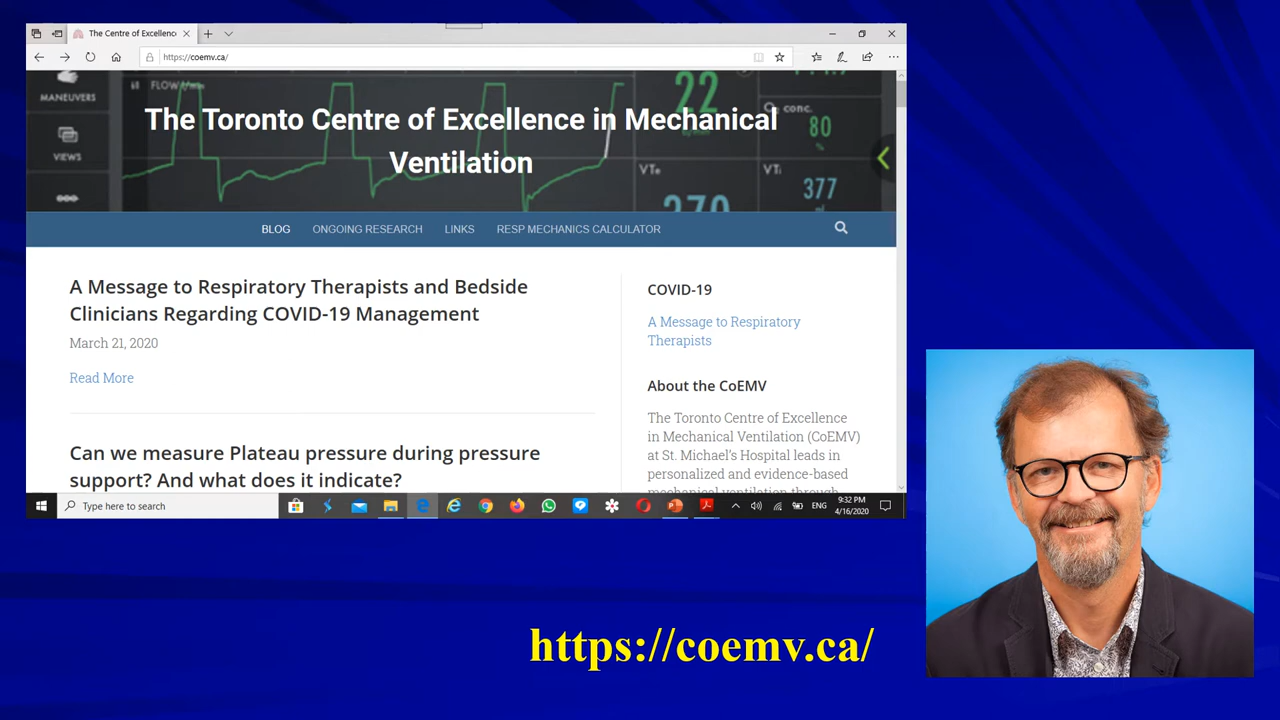 The Centre of Excellence
https://coemv.ca/
MANEUVERS
FLOW
22
conc.
80
%
VIEWS
VTe
VTi
377
The Toronto Centre of Excellence in Mechanical
Ventilation
BLOG
ONGOING RESEARCH
LINKS
RESP MECHANICS CALCULATOR
A Message to Respiratory Therapists and Bedside
Clinicians Regarding COVID-19 Management
March 21, 2020
Read More
Can we measure Plateau pressure during pressure
support? And what does it indicate?
COVID-19
A Message to Respiratory
Therapists
About the CoEMV
The Toronto Centre of Excellence
in Mechanical Ventilation (CoEMV)
at St. Michael's Hospital leads in
personalized and evidence-based
mechanical ventilation through
Type here to search
ENG
9:32 PM
4/16/2020
https://coemv.ca/